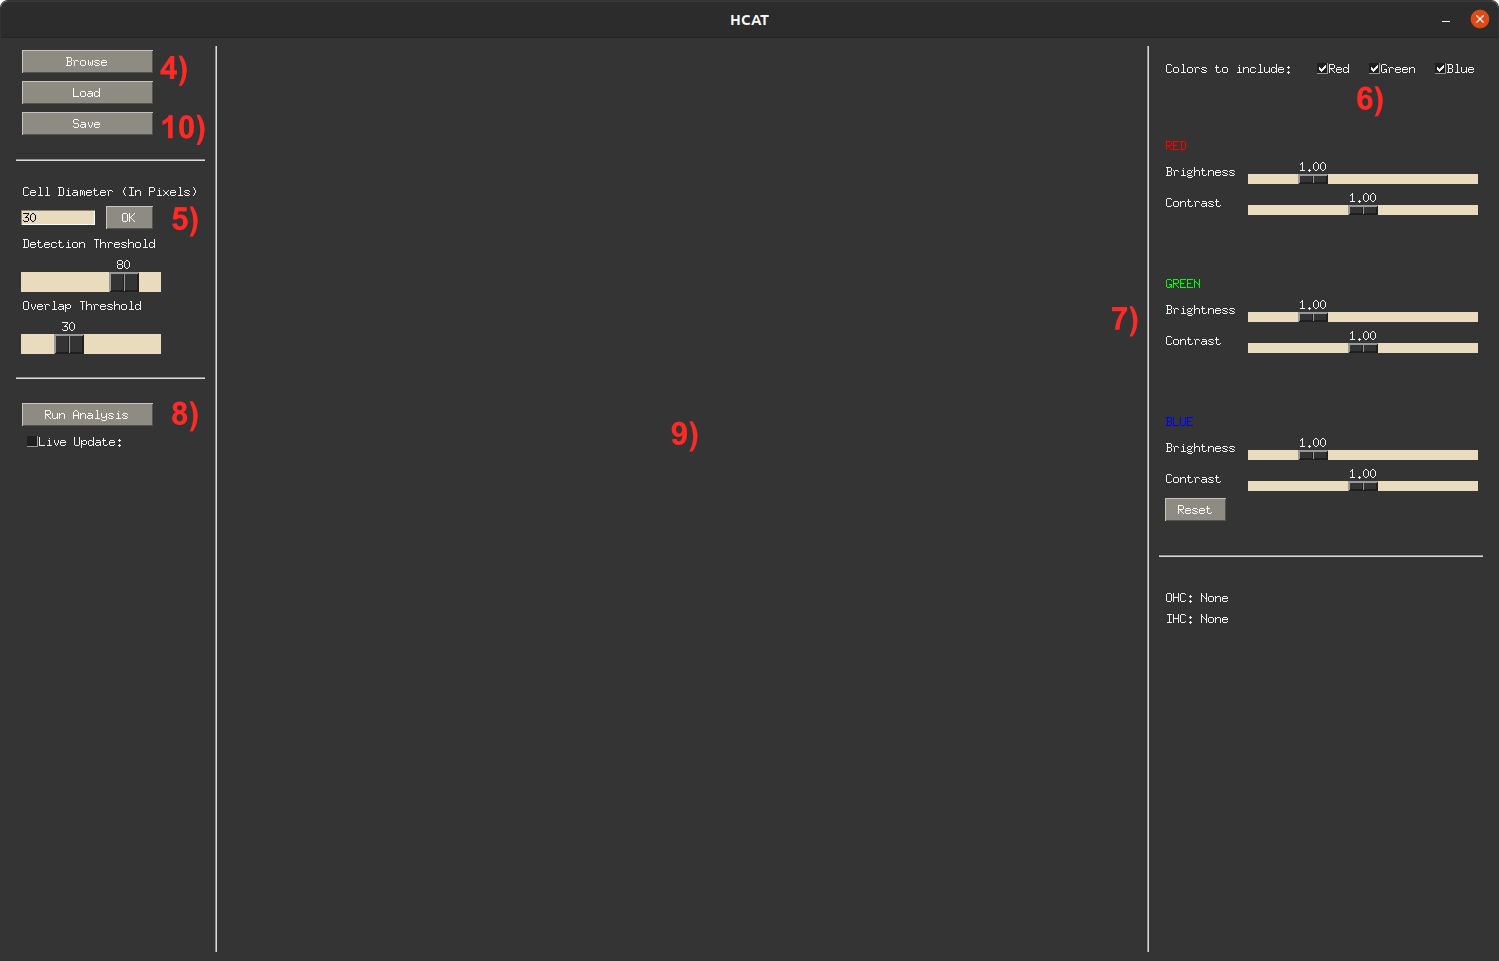 HCAT
Browse
4)
Load
Save
10)
Cell Diameter (In Pixels)
30
OK
5)
Detection Threshold
80
Overlap Threshold
30
Run Analysis
8)
Live Update:
9)
Colors to include:
Red
Green
Blue
6)
RED
Brightness
1.00
Contrast
1.00
7)
GREEN
Brightness
1.00
Contrast
1.00
BLUE
Brightness
1.00
Contrast
1.00
Reset
OHC: None
IHC: None